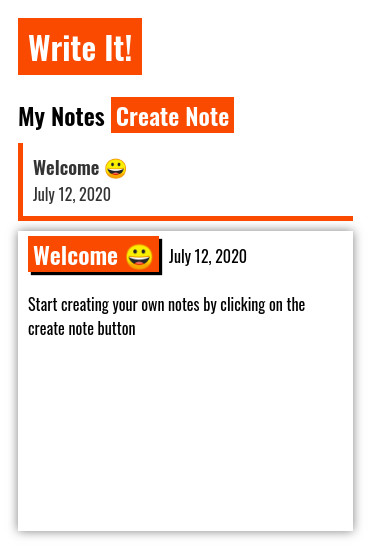 Write It!
My Notes Create Note
Welcome 😀
July 12, 2020
Welcome 😀 July 12, 2020
Start creating your own notes by clicking on the
create note button